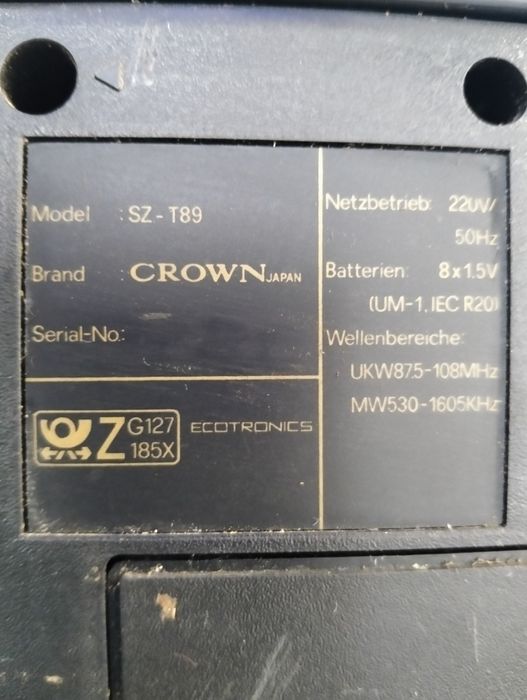 Model : SZ-T89
Brand : CROWN JAPAN
Serial-No.:
Z G127
185X
ECOTRONICS
Netzbetrieb: 220V/
50Hz
Batterien: 8x1.5V
(UM-1, IEC R20)
Wellenbereiche:
UKW87.5-108MHz
MW530-1605KHz